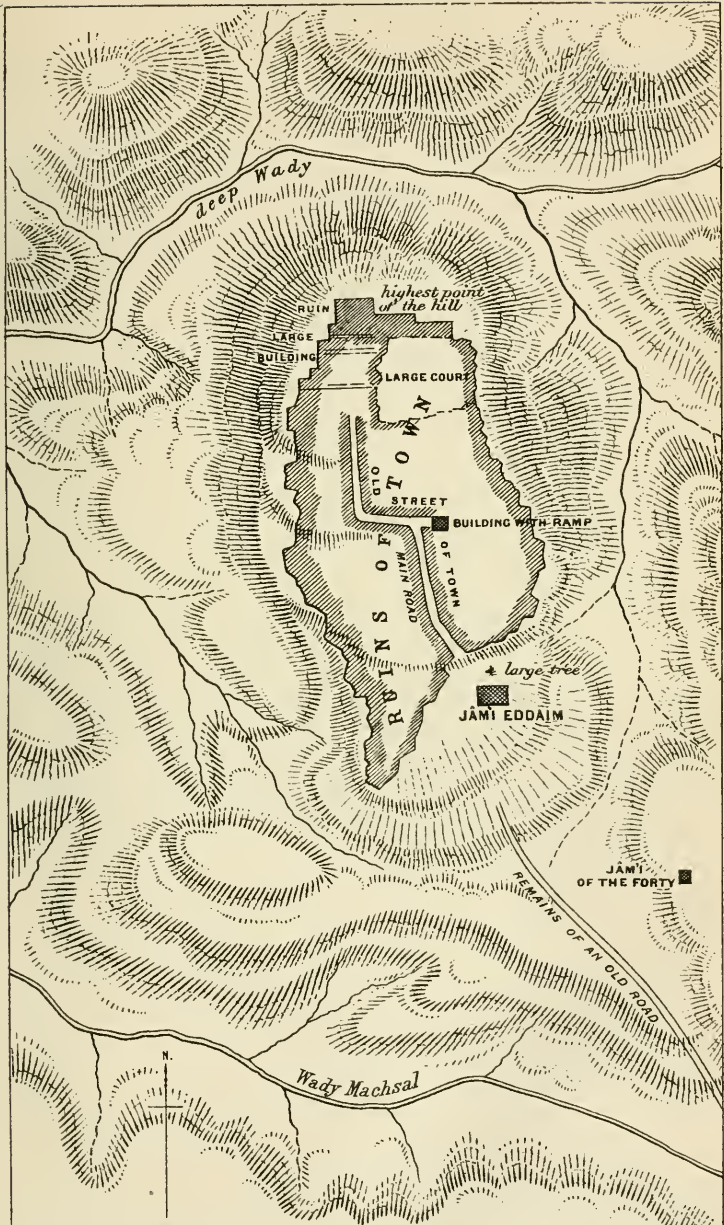 deep Wady
highest point
of the hill
RUIN
LARGE
BUILDING
LARGE COURT
RUINS OF TOWN
OLD
STREET
BUILDING WITH RAMP
MAIN ROAD
OF TOWN
large tree
JÂMI EDDAIM
JÂMI
OF THE FORTY
REMAINS OF AN OLD ROAD
Wady Machsal
N.